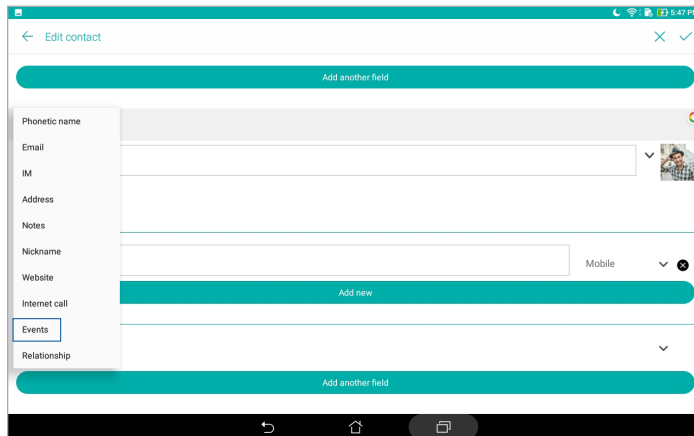 5:47 PM
Edit contact
Add another field
Phonetic name
Email
IM
Address
Notes
Nickname
Mobile
Website
Add new
Internet call
Events
Relationship
Add another field